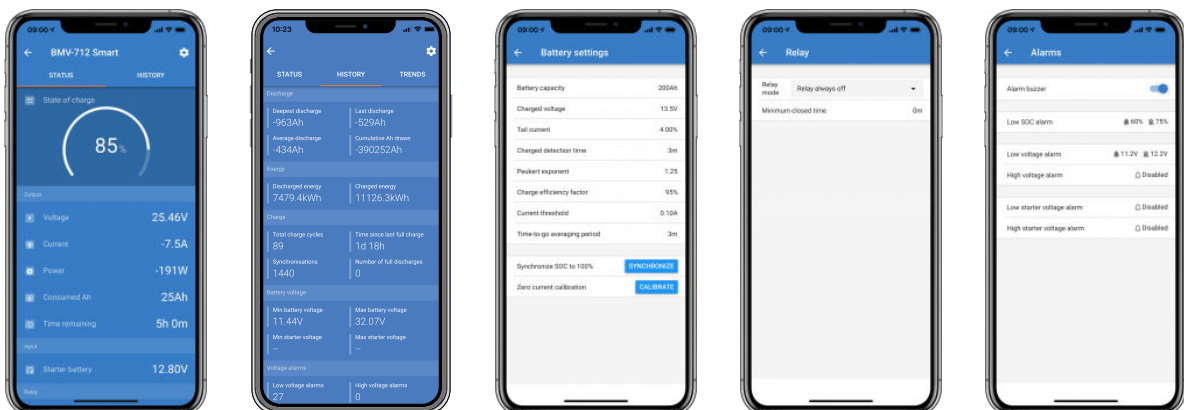 09:00
BMV-712 Smart
STATUS HISTORY
State of charge
85%
Output
Voltage 25.46V
Current -7.5A
Power -191W
Consumed Ah 25Ah
Time remaining 5h 0m
Input
Starter battery 12.80V
Relay
10:23
STATUS HISTORY TRENDS
Discharge
Deepest discharge Last discharge
-963Ah -529Ah
Average discharge Cumulative Ah drawn
-434Ah -390252Ah
Energy
Discharged energy Charged energy
7479.4kWh 11126.3kWh
Charge
Total charge cycles Time since last full charge
89 1d 18h
Synchronisations Number of full discharges
1440 0
Battery voltage
Min battery voltage Max battery voltage
11.44V 32.07V
Min starter voltage Max starter voltage
-- --
Voltage alarms
Low voltage alarms High voltage alarms
27 0
09:00
Battery settings
Battery capacity 200Ah
Charged voltage 13.5V
Tail current 4.00%
Charged detection time 3m
Peukert exponent 1.25
Charge efficiency factor 95%
Current threshold 0.10A
Time-to-go averaging period 3m
Synchronize SOC to 100% SYNCHRONIZE
Zero current calibration CALIBRATE
09:00
Relay
Relay mode Relay always off
Minimum closed time 0m
09:00
Alarms
Alarm buzzer
Low SOC alarm 60% 75%
Low voltage alarm 11.2V 12.2V
High voltage alarm Disabled
Low starter voltage alarm Disabled
High starter voltage alarm Disabled